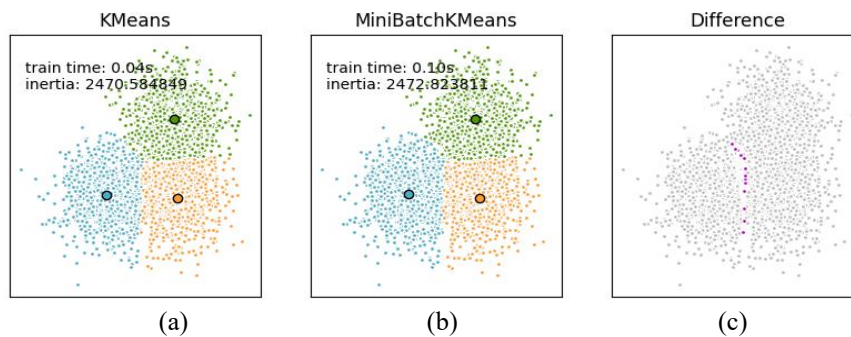 KMeans
train time: 0.04s
inertia: 2470.584849
(a)
MiniBatchKMeans
train time: 0.10s
inertia: 2472.823811
(b)
Difference
(c)